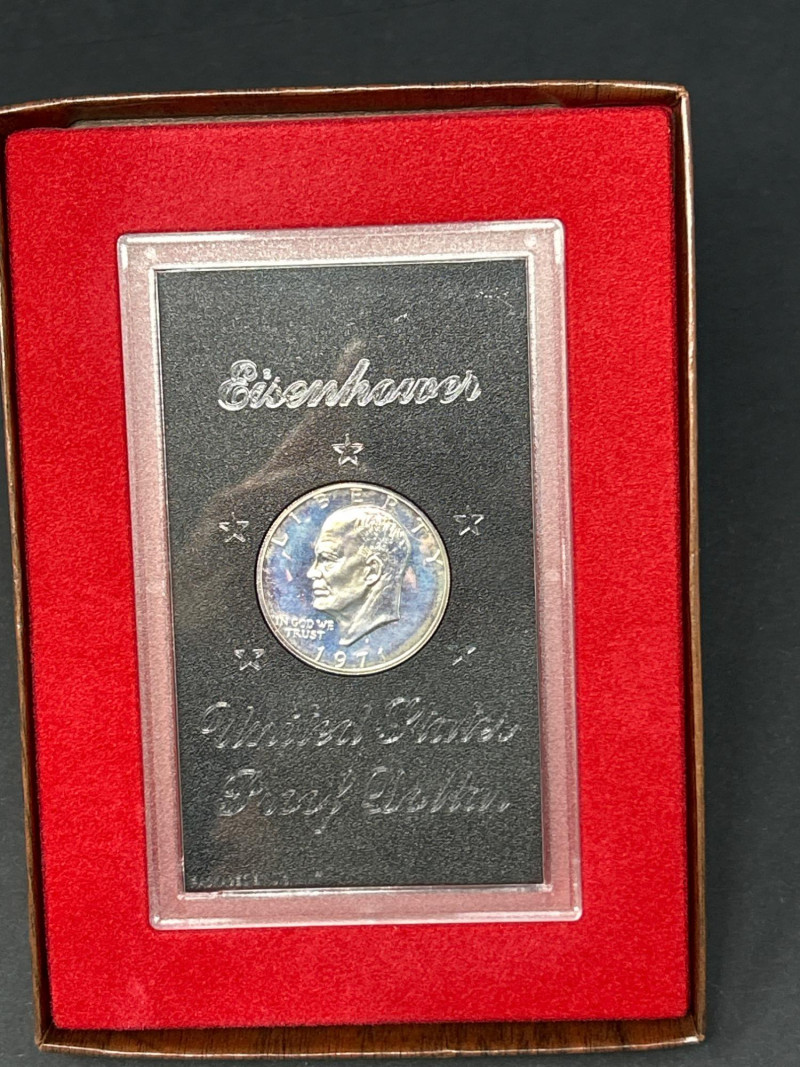 Eisenhower
LIBERTY
IN GOD WE
TRUST
1971
United States
Proof Dollar